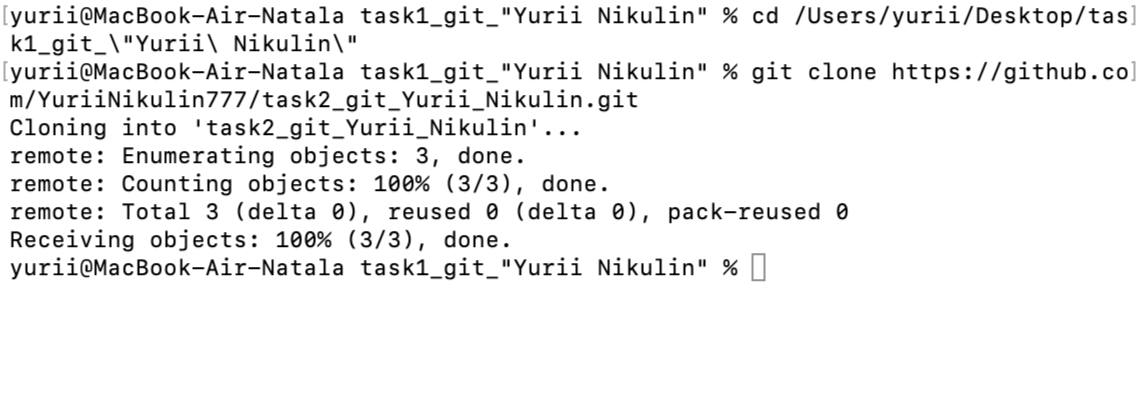 [yurii@MacBook-Air-Natala task1_git_"Yurii Nikulin" % cd /Users/yurii/Desktop/tas]
k1_git_\"Yurii\ Nikulin\"
[yurii@MacBook-Air-Natala task1_git_"Yurii Nikulin" % git clone https://github.co]
m/YuriiNikulin777/task2_git_Yurii_Nikulin.git
Cloning into 'task2_git_Yurii_Nikulin'...
remote: Enumerating objects: 3, done.
remote: Counting objects: 100% (3/3), done.
remote: Total 3 (delta 0), reused 0 (delta 0), pack-reused 0
Receiving objects: 100% (3/3), done.
yurii@MacBook-Air-Natala task1_git_"Yurii Nikulin" %